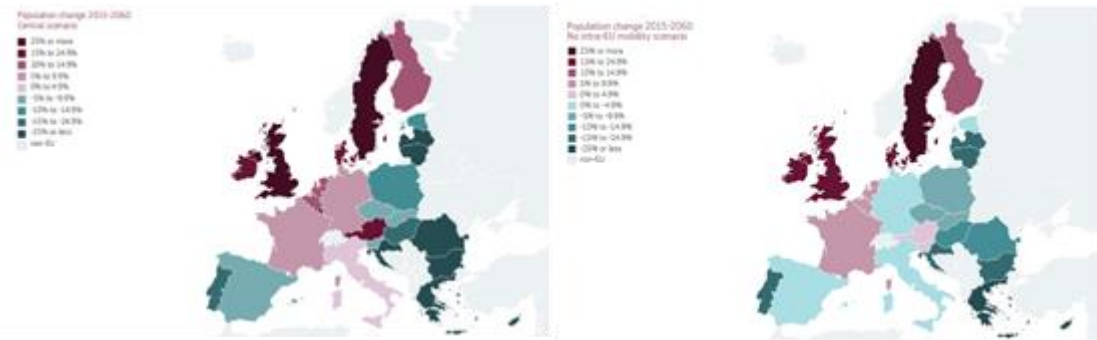 Population change 2015-2060
Central scenario
25% or more
15% to 24.9%
10% to 14.9%
5% to 9.9%
0% to 4.9%
-5% to -9.9%
-10% to -14.9%
-15% to -24.9%
-25% or less
non-EU
Population change 2015-2060
No intra-EU mobility scenario
25% or more
15% to 24.9%
10% to 14.9%
5% to 9.9%
0% to 4.9%
0% to -4.9%
-5% to -9.9%
-10% to -14.9%
-15% to -24.9%
-25% or less
non-EU